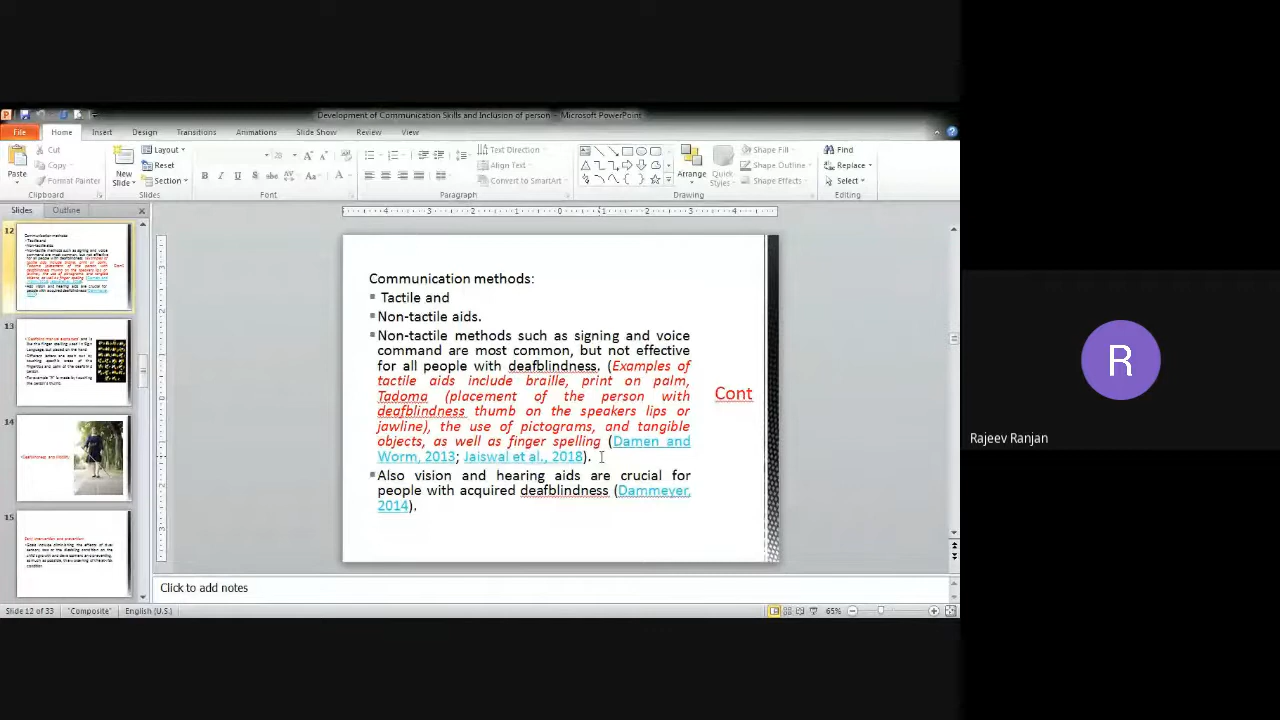 Development of Communication Skills and Inclusion of person - Microsoft PowerPoint
File Home Insert Design Transitions Animations Slide Show Review View
Paste
Cut
Copy
Format Painter
Clipboard
New Slide
Layout
Reset
Section
Slides
B I U S abc AV Aa A
Font
Paragraph
Text Direction
Align Text
Convert to SmartArt
Arrange
Quick Styles
Shape Fill
Shape Outline
Shape Effects
Drawing
Find
Replace
Select
Editing
Slides Outline
12
13
14
15
Communication methods:
Tactile and
Non-tactile aids.
Non-tactile methods such as signing and voice
command are most common, but not effective
for all people with deafblindness. (Examples of
tactile aids include braille, print on palm,
Tadoma (placement of the person with
deafblindness thumb on the speakers lips or
jawline), the use of pictograms, and tangible
objects, as well as finger spelling (Damen and
Worm, 2013; Jaiswal et al., 2018).
Also vision and hearing aids are crucial for
people with acquired deafblindness (Dammeyer,
2014).
Cont
Click to add notes
Slide 12 of 33 "Composite" English (U.S.) 65%
R
Rajeev Ranjan